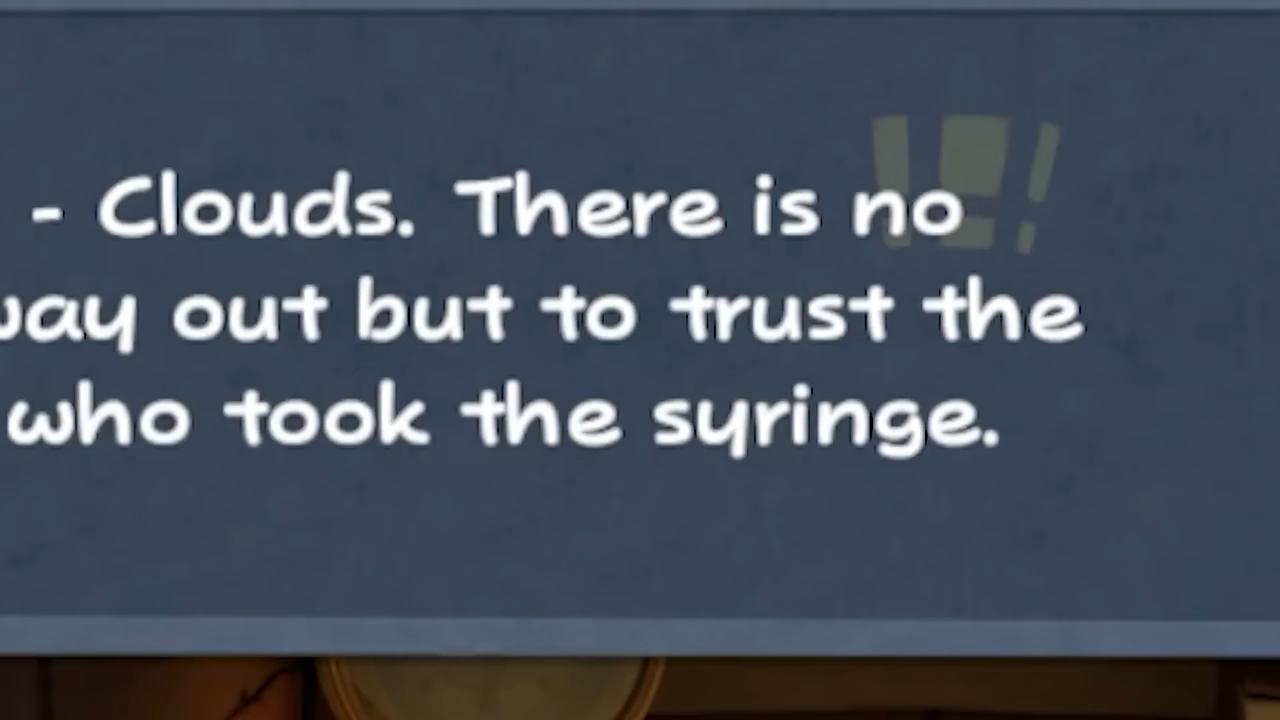 - Clouds. There is no
way out but to trust the
who took the syringe.